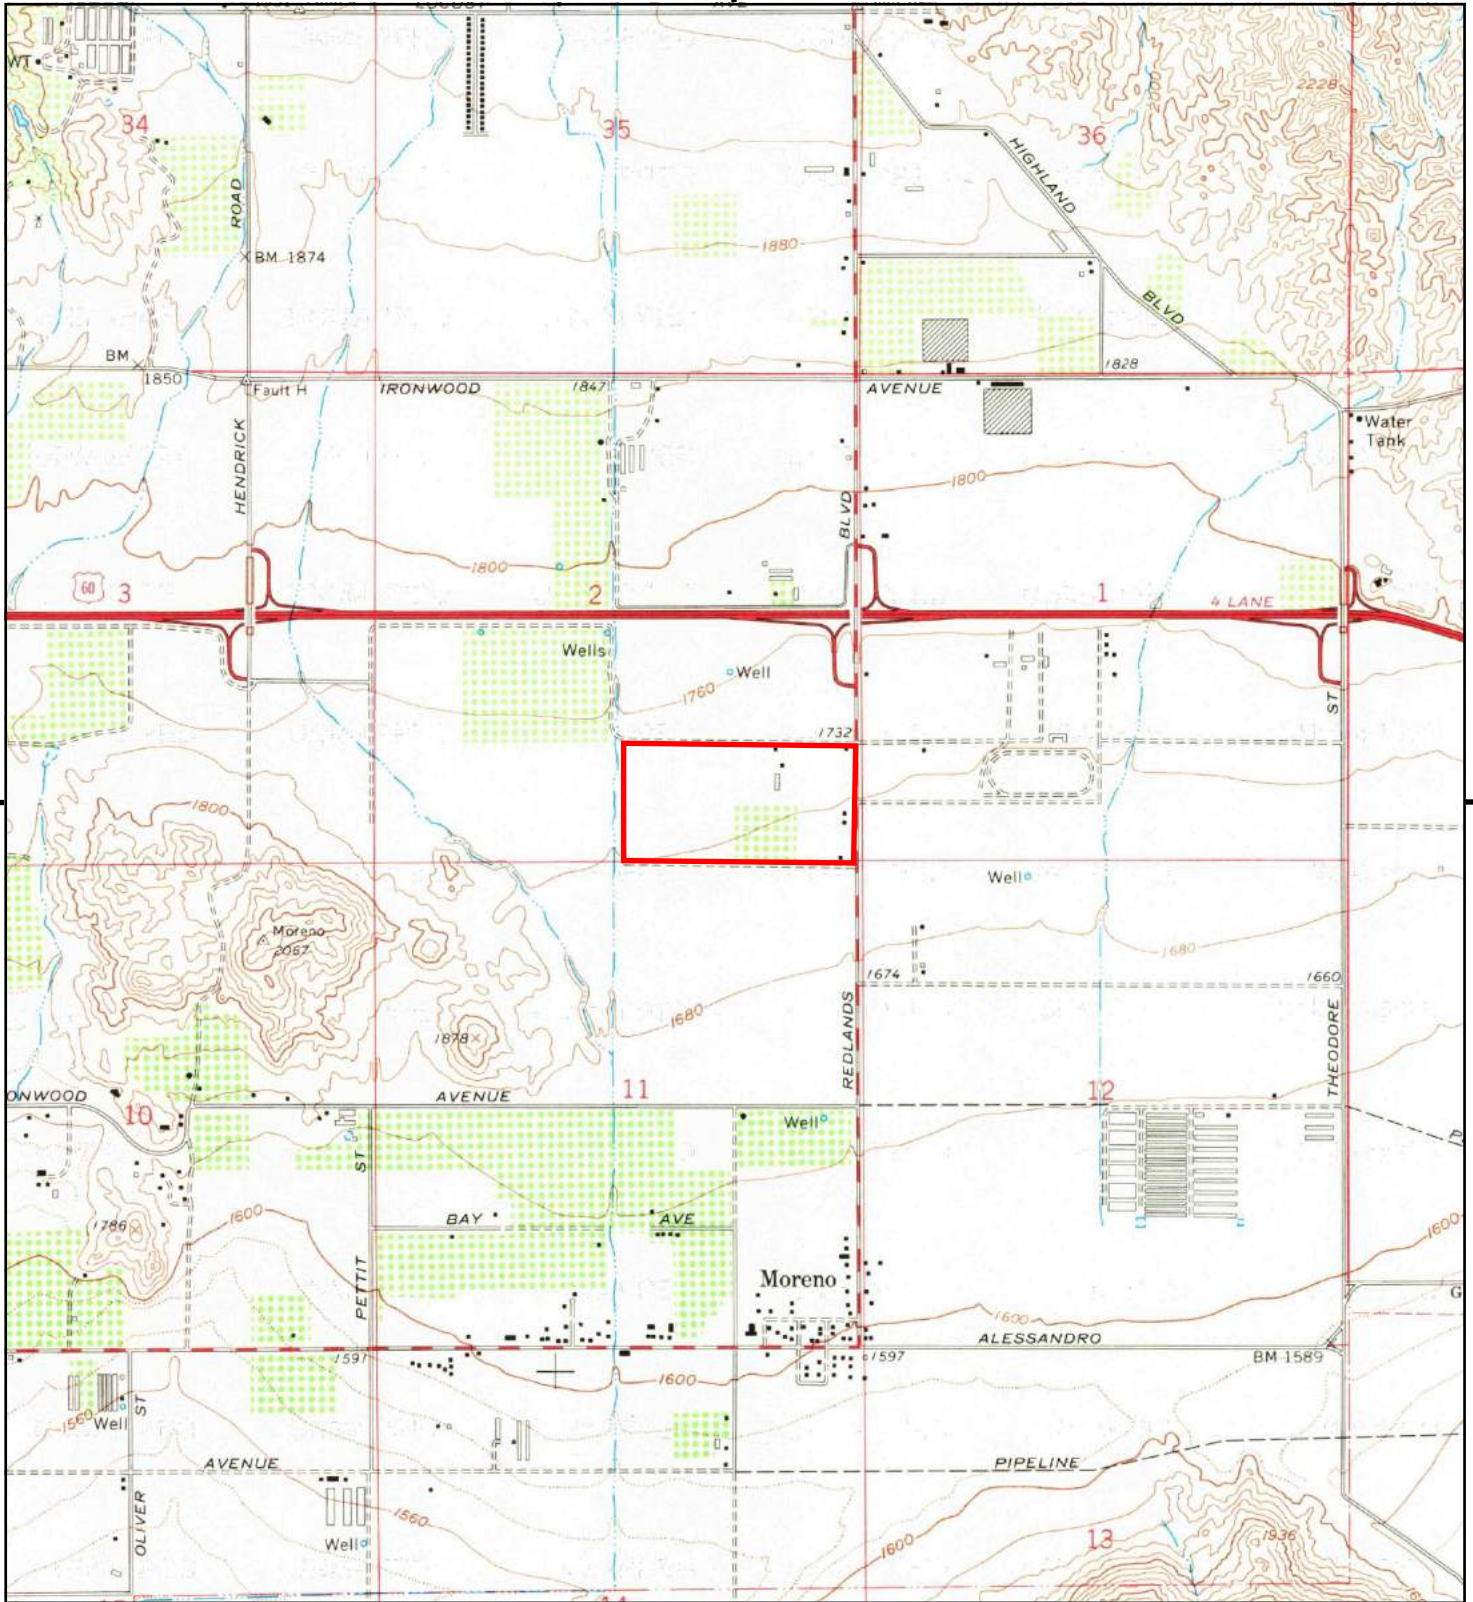 WT
34
35
36
2000
2228
HIGHLAND
ROAD
BM 1874
1880
BLVD
BM
1850
Fault H
IRONWOOD
1847
AVENUE
1828
HENDRICK
Water
Tank
1800
BLVD
1800
60
3
2
1
4 LANE
Wells
Well
1760
1732
ST
1800
Moreno
2067
Well
1680
1674
1660
1680
1878
REDLANDS
THEODORE
ONWOOD
AVENUE
10
11
12
Well
ST
1786
1600
BAY
AVE
PETTIT
Moreno
1600
1600
G
ALESSANDRO
1597
1597
BM 1589
1600
1560
Well
ST
AVENUE
PIPELINE
OLIVER
1560
Well
1600
13
1936